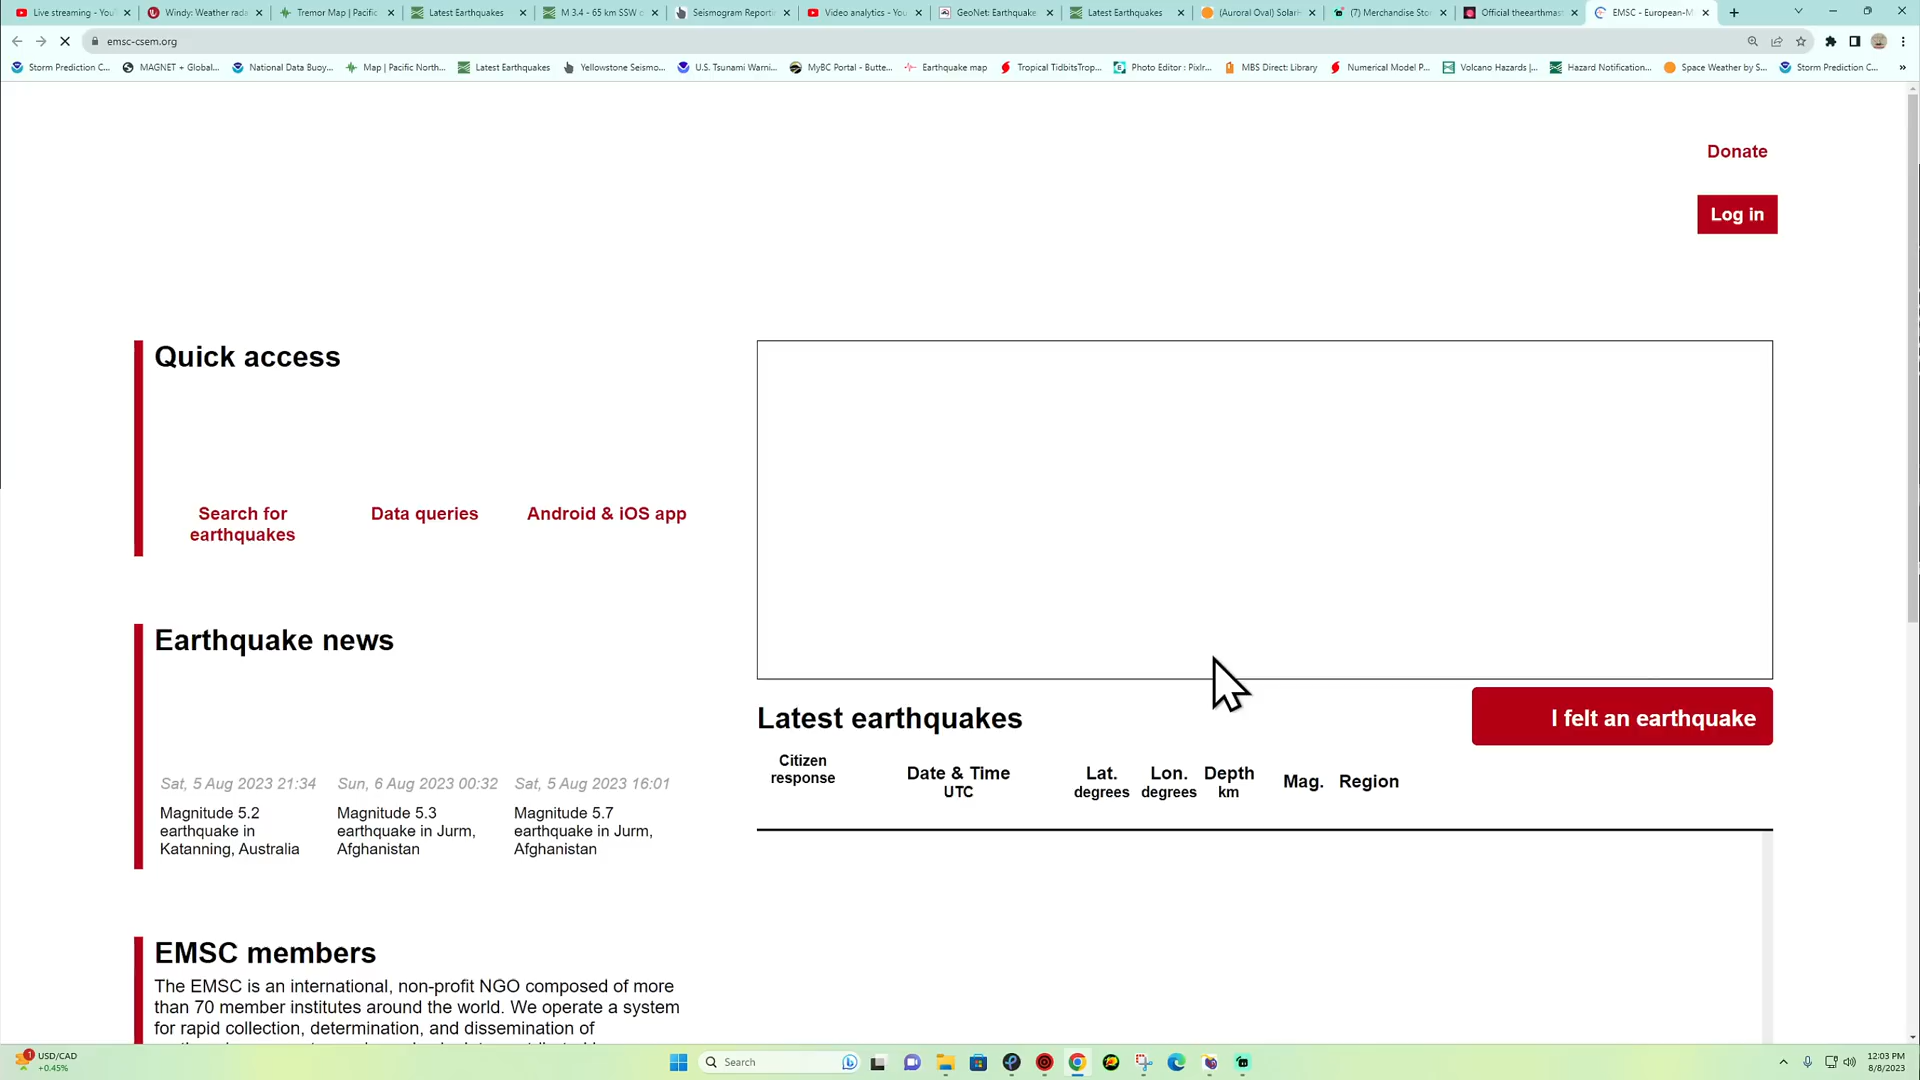 Live streaming - You
Windy: Weather rada
Tremor Map | Pacific
Latest Earthquakes
M 3.4 - 65 km SSW o
Seismogram Reporti
Video analytics - You
GeoNet: Earthquake
Latest Earthquakes
(Auroral Oval) SolarH
(7) Merchandise Stor
Official theearthmast
EMSC - European-M
emsc-csem.org
Storm Prediction C...
MAGNET + Global...
National Data Buoy...
Map | Pacific North...
Latest Earthquakes
Yellowstone Seismo...
U.S. Tsunami Warni...
MyBC Portal - Butte...
Earthquake map
Tropical TidbitsTrop...
Photo Editor : Pixlr...
MBS Direct: Library
Numerical Model P...
Volcano Hazards |...
Hazard Notification...
Space Weather by S...
Storm Prediction C...
Donate
Log in
Quick access
Search for
earthquakes
Data queries
Android & iOS app
Earthquake news
Sat, 5 Aug 2023 21:34
Magnitude 5.2
earthquake in
Katanning, Australia
Sun, 6 Aug 2023 00:32
Magnitude 5.3
earthquake in Jurm,
Afghanistan
Sat, 5 Aug 2023 16:01
Magnitude 5.7
earthquake in Jurm,
Afghanistan
EMSC members
The EMSC is an international, non-profit NGO composed of more
than 70 member institutes around the world. We operate a system
for rapid collection, determination, and dissemination of
Latest earthquakes
I felt an earthquake
Citizen
response
Date & Time
UTC
Lat.
degrees
Lon.
degrees
Depth
km
Mag.
Region
1
USD/CAD
+0.45%
Search
12:03 PM
8/8/2023